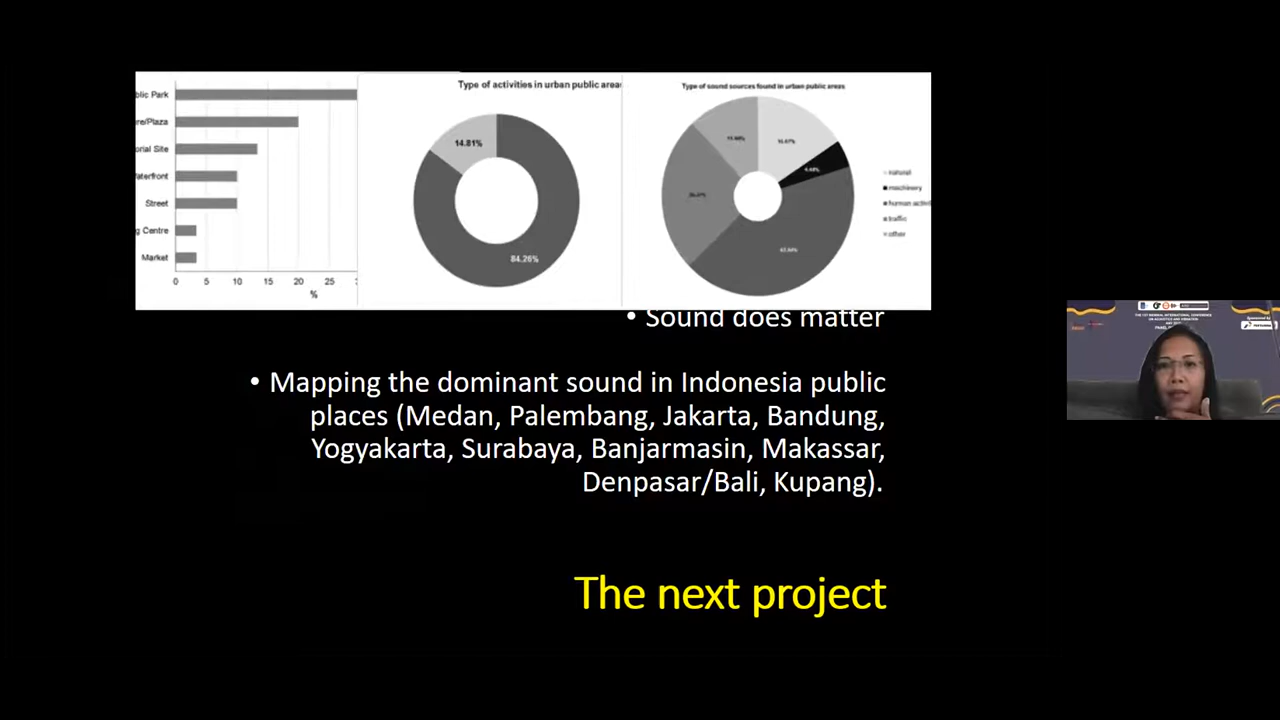 Type of activities in urban public areas
Type of sound sources found in urban public areas
blic Park
re/Plaza
orial Site
aterfront
Street
g Centre
Market
0 5 10 15 20 25
%
14.81%
84.26%
natural
machinery
human activi
traffic
other
• Sound does matter
• Mapping the dominant sound in Indonesia public
places (Medan, Palembang, Jakarta, Bandung,
Yogyakarta, Surabaya, Banjarmasin, Makassar,
Denpasar/Bali, Kupang).
The next project